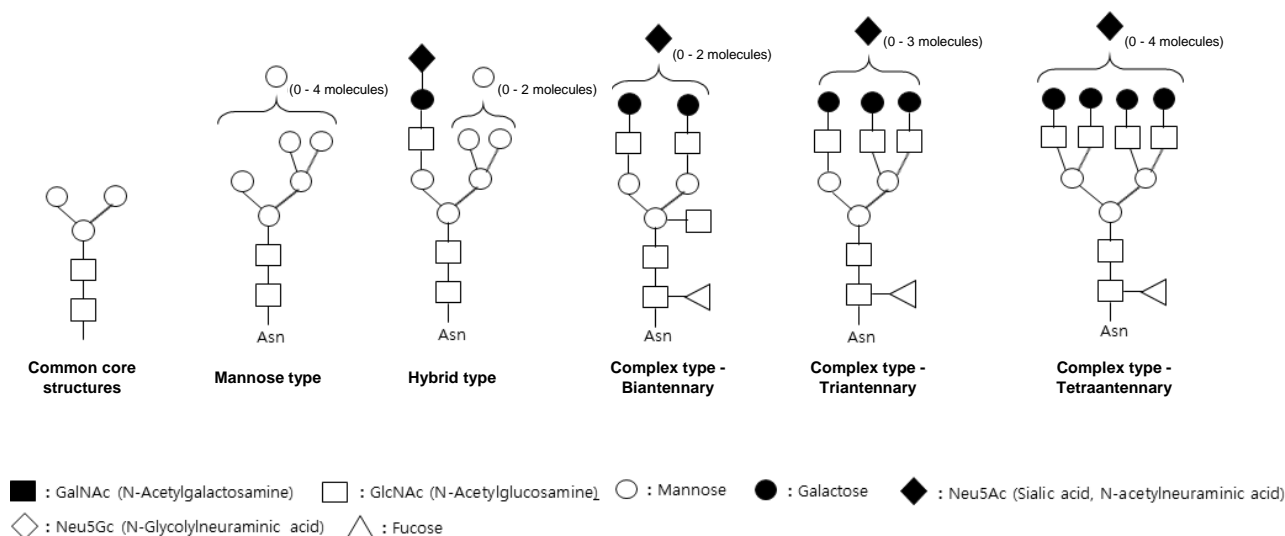 (0 - 4 molecules)
(0 - 2 molecules)
(0 - 2 molecules)
(0 - 3 molecules)
(0 - 4 molecules)
Asn
Asn
Asn
Asn
Asn
Common core
structures
Mannose type
Hybrid type
Complex type -
Biantennary
Complex type -
Triantennary
Complex type -
Tetraantennary
: GalNAc (N-Acetylgalactosamine)
: GlcNAc (N-Acetylglucosamine)
: Mannose
: Galactose
: Neu5Ac (Sialic acid, N-acetylneuraminic acid)
: Neu5Gc (N-Glycolylneuraminic acid)
: Fucose